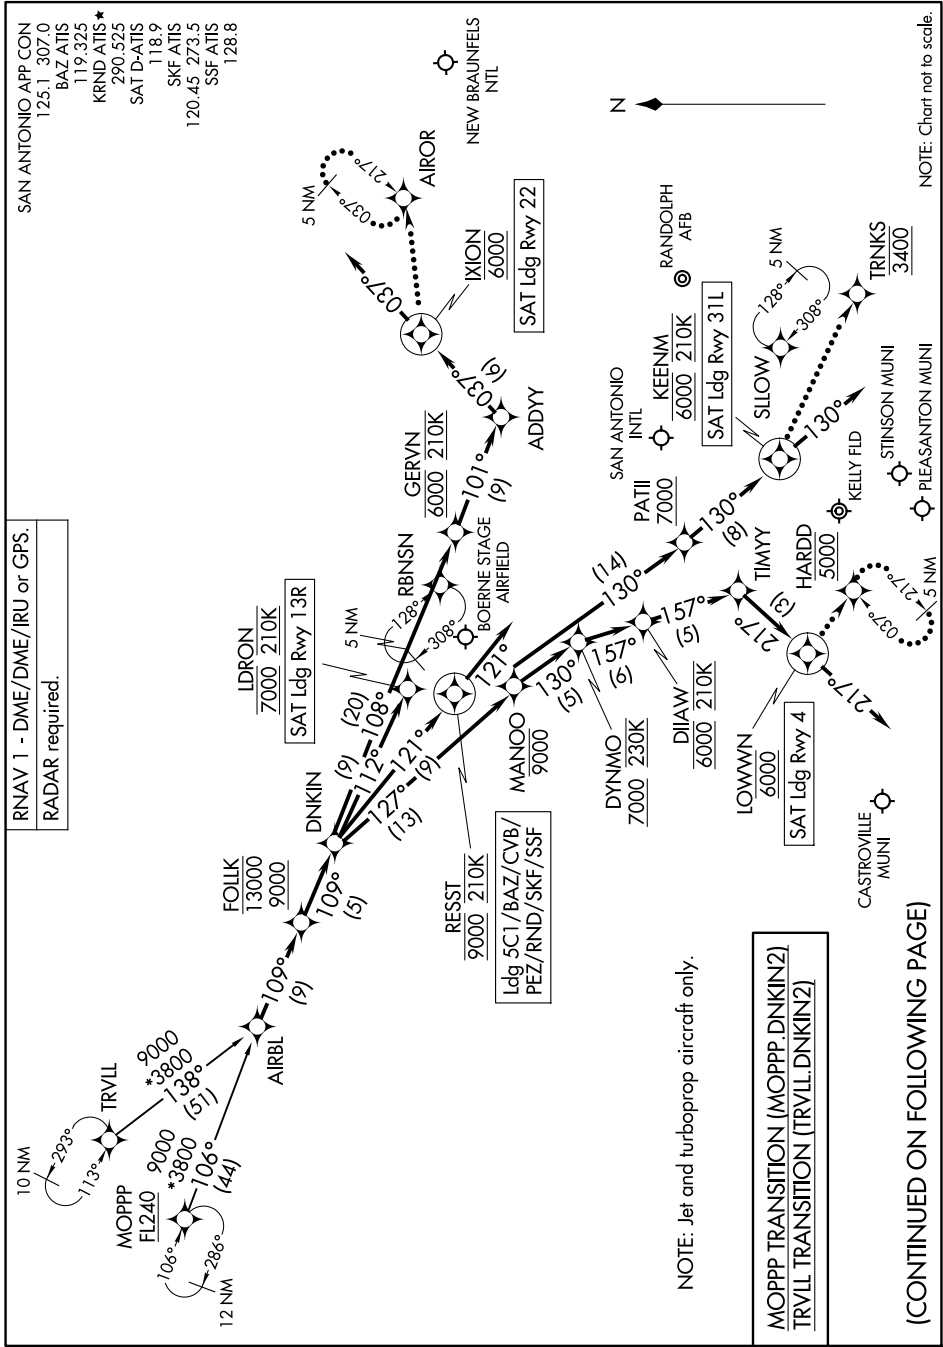 RNAV 1 - DME/DME/IRU or GPS.
RADAR required.
SAN ANTONIO APP CON
125.1 307.0
BAZ ATIS
119.325
KRND ATIS★
290.525
SAT D-ATIS
118.9
SKF ATIS
120.45 273.5
SSF ATIS
128.8
10 NM
293°
113°
TRVLL
9000
*3800
138°
(51)
MOPPP
FL240
106°
286°
12 NM
9000
*3800
106°
(44)
AIRBL
109°
(9)
FOLLK
13000
9000
109°
(5)
DNKIN
(20)
108°
(9)
112°
121°
(9)
127°
(13)
LDRON
7000 210K
SAT Ldg Rwy 13R
5 NM
128°
308°
RBNSN
BOERNE STAGE
AIRFIELD
GERVN
6000 210K
101°
(9)
ADDYY
037°
(6)
037°
IXION
6000
SAT Ldg Rwy 22
5 NM
037°
217°
AIROR
NEW BRAUNFELS
NTL
RESST
9000 210K
Ldg 5C1/BAZ/CVB/
PEZ/RND/SKF/SSF
121°
MANOO
9000
(14)
130°
130°
(5)
DYNMO
7000 230K
157°
(6)
DIIAW
6000 210K
157°
(5)
TIMYY
217°
(3)
LOWWN
6000
SAT Ldg Rwy 4
217°
HARDD
5000
037°
217°
5 NM
PATII
7000
130°
(8)
SAN ANTONIO
INTL
KEENM
6000 210K
SAT Ldg Rwy 31L
130°
RANDOLPH
AFB
SLLOW
128°
308°
5 NM
TRNKS
3400
KELLY FLD
STINSON MUNI
PLEASANTON MUNI
CASTROVILLE
MUNI
N
NOTE: Chart not to scale.
NOTE: Jet and turboprop aircraft only.
MOPPP TRANSITION (MOPPP.DNKIN2)
TRVLL TRANSITION (TRVLL.DNKIN2)
(CONTINUED ON FOLLOWING PAGE)